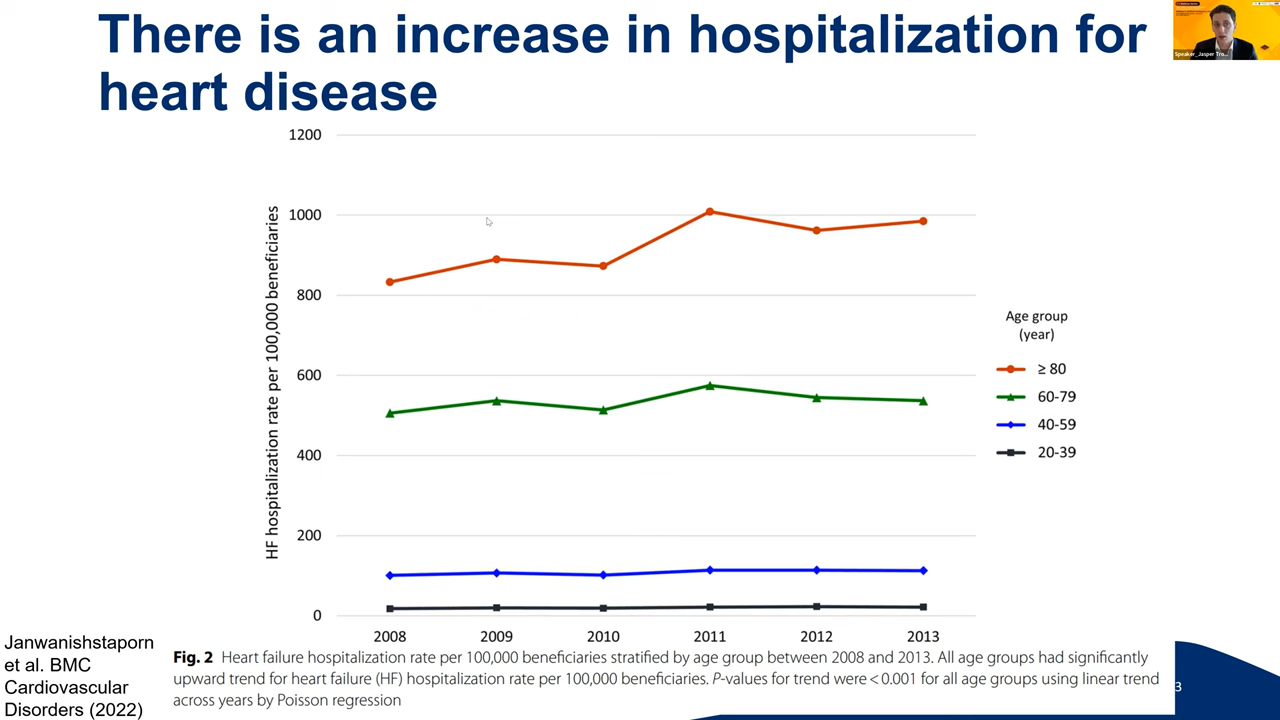 There is an increase in hospitalization for
heart disease
Speaker_Jasper Tro...
1200
1000
800
600
400
200
0
HF hospitalization rate per 100,000 beneficiaries
2008 2009 2010 2011 2012 2013
Age group
(year)
≥ 80
60-79
40-59
20-39
Janwanishstaporn
et al. BMC
Cardiovascular
Disorders (2022)
Fig. 2 Heart failure hospitalization rate per 100,000 beneficiaries stratified by age group between 2008 and 2013. All age groups had significantly
upward trend for heart failure (HF) hospitalization rate per 100,000 beneficiaries. P-values for trend were < 0.001 for all age groups using linear trend
across years by Poisson regression
3